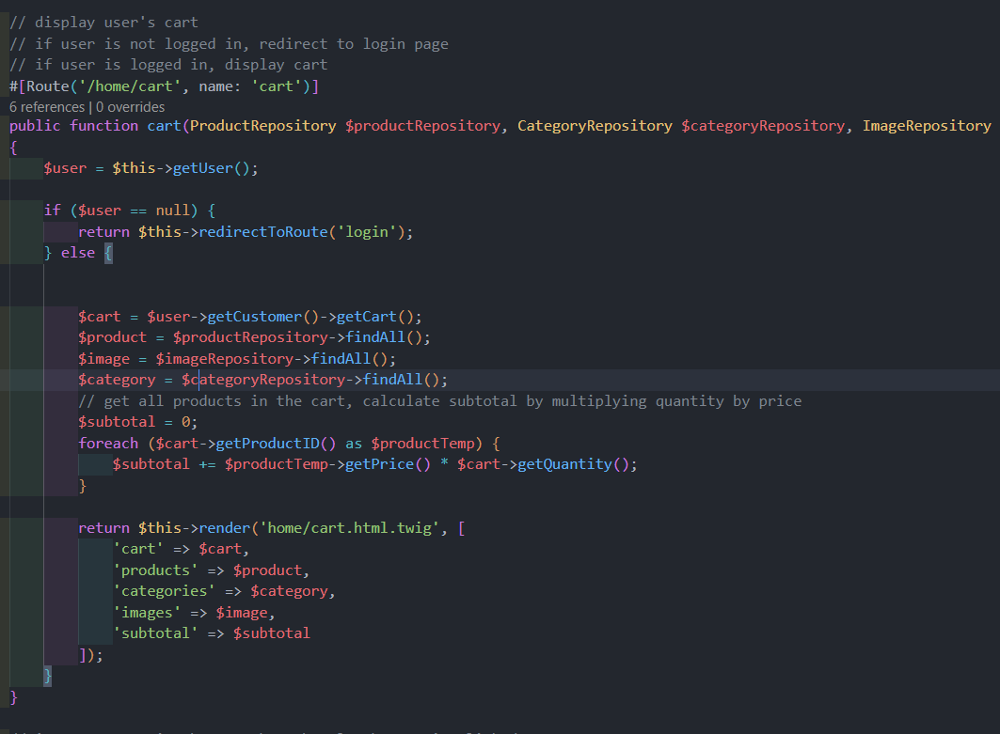 // display user's cart
// if user is not logged in, redirect to login page
// if user is logged in, display cart
#[Route('/home/cart', name: 'cart')]
6 references | 0 overrides
public function cart(ProductRepository $productRepository, CategoryRepository $categoryRepository, ImageRepository
{
$user = $this->getUser();
if ($user == null) {
return $this->redirectToRoute('login');
} else {
$cart = $user->getCustomer()->getCart();
$product = $productRepository->findAll();
$image = $imageRepository->findAll();
$category = $categoryRepository->findAll();
// get all products in the cart, calculate subtotal by multiplying quantity by price
$subtotal = 0;
foreach ($cart->getProductID() as $productTemp) {
$subtotal += $productTemp->getPrice() * $cart->getQuantity();
}
return $this->render('home/cart.html.twig', [
'cart' => $cart,
'products' => $product,
'categories' => $category,
'images' => $image,
'subtotal' => $subtotal
]);
}
}